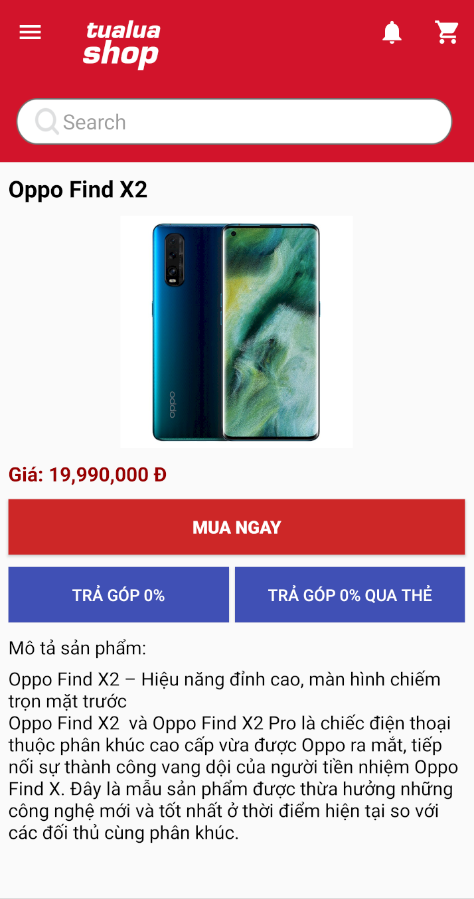 tualua
shop
Search
Oppo Find X2
oppo
Giá: 19,990,000 Đ
MUA NGAY
TRẢ GÓP 0%
TRẢ GÓP 0% QUA THẺ
Mô tả sản phẩm:
Oppo Find X2 – Hiệu năng đỉnh cao, màn hình chiếm
trọn mặt trước
Oppo Find X2  và Oppo Find X2 Pro là chiếc điện thoại
thuộc phân khúc cao cấp vừa được Oppo ra mắt, tiếp
nối sự thành công vang dội của người tiền nhiệm Oppo
Find X. Đây là mẫu sản phẩm được thừa hưởng những
công nghệ mới và tốt nhất ở thời điểm hiện tại so với
các đối thủ cùng phân khúc.